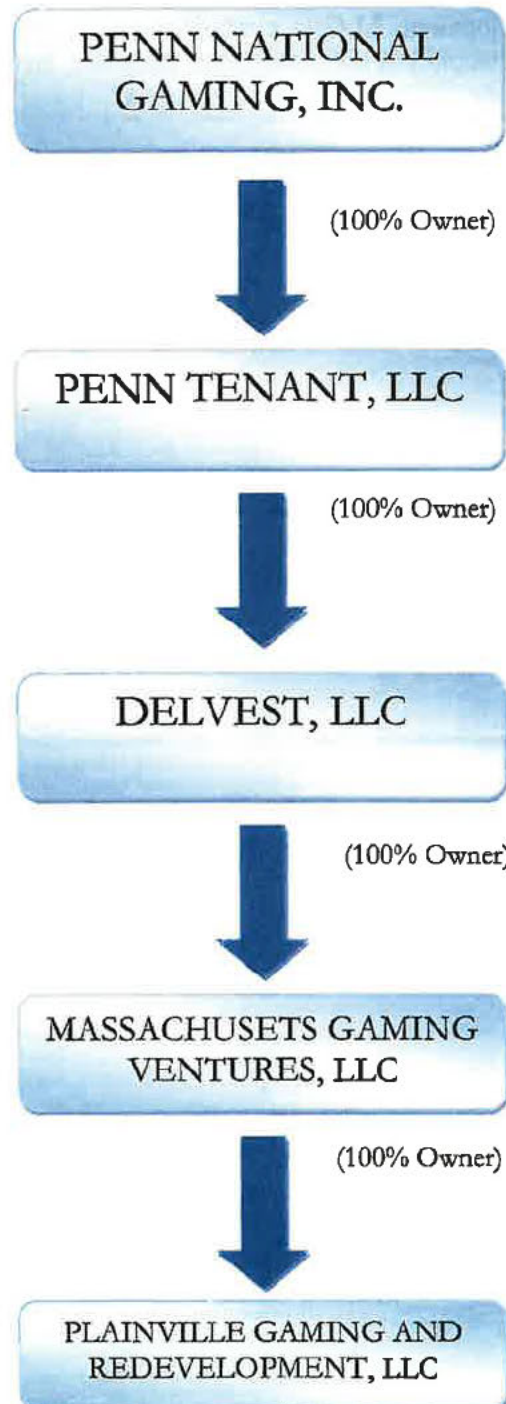 PENN NATIONAL
GAMING, INC.
(100% Owner)
PENN TENANT, LLC
(100% Owner)
DELVEST, LLC
(100% Owner)
MASSACHUSETS GAMING
VENTURES, LLC
(100% Owner)
PLAINVILLE GAMING AND
REDEVELOPMENT, LLC